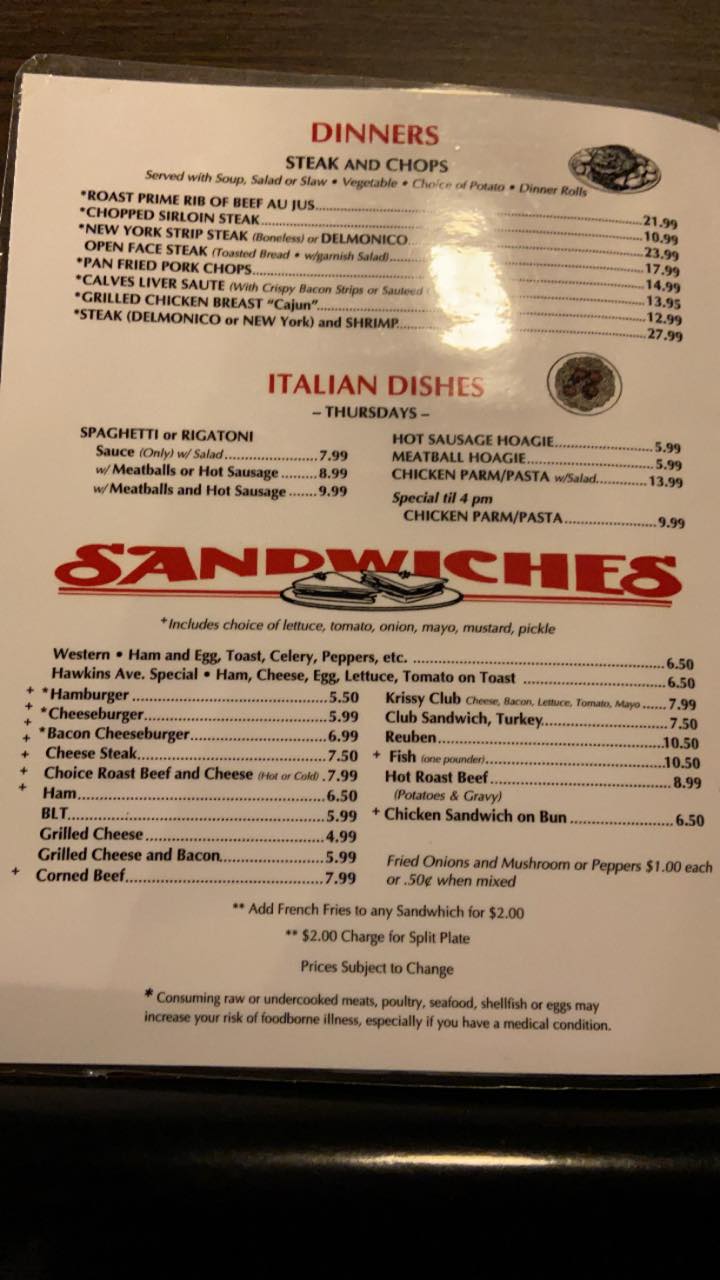 DINNERS
STEAK AND CHOPS
Served with Soup, Salad or Slaw • Vegetable • Choice of Potato • Dinner Rolls
*ROAST PRIME RIB OF BEEF AU JUS 21.99
*CHOPPED SIRLOIN STEAK 10.99
*NEW YORK STRIP STEAK (Boneless) or DELMONICO 23.99
OPEN FACE STEAK (Toasted Bread • w/garnish Salad) 17.99
*PAN FRIED PORK CHOPS 14.99
*CALVES LIVER SAUTE (With Crispy Bacon Strips or Sauteed 13.95
*GRILLED CHICKEN BREAST "Cajun" 12.99
*STEAK (DELMONICO or NEW York) and SHRIMP 27.99
ITALIAN DISHES
– THURSDAYS –
SPAGHETTI or RIGATONI
Sauce (Only) w/ Salad 7.99
w/ Meatballs or Hot Sausage 8.99
w/ Meatballs and Hot Sausage 9.99
HOT SAUSAGE HOAGIE 5.99
MEATBALL HOAGIE 5.99
CHICKEN PARM/PASTA w/Salad 13.99
Special til 4 pm
CHICKEN PARM/PASTA 9.99
SANDWICHES
+Includes choice of lettuce, tomato, onion, mayo, mustard, pickle
Western • Ham and Egg, Toast, Celery, Peppers, etc. 6.50
Hawkins Ave. Special • Ham, Cheese, Egg, Lettuce, Tomato on Toast 6.50
+ *Hamburger 5.50
+ *Cheeseburger 5.99
+ *Bacon Cheeseburger 6.99
+ Cheese Steak 7.50
+ Choice Roast Beef and Cheese (Hot or Cold) 7.99
+ Ham 6.50
BLT 5.99
Grilled Cheese 4.99
Grilled Cheese and Bacon 5.99
+ Corned Beef 7.99
Krissy Club Cheese, Bacon, Lettuce, Tomato, Mayo 7.99
Club Sandwich, Turkey 7.50
Reuben 10.50
+ Fish (one pounder) 10.50
Hot Roast Beef 8.99
(Potatoes & Gravy)
+ Chicken Sandwich on Bun 6.50
Fried Onions and Mushroom or Peppers $1.00 each
or .50¢ when mixed
** Add French Fries to any Sandwhich for $2.00
** $2.00 Charge for Split Plate
Prices Subject to Change
* Consuming raw or undercooked meats, poultry, seafood, shellfish or eggs may
increase your risk of foodborne illness, especially if you have a medical condition.